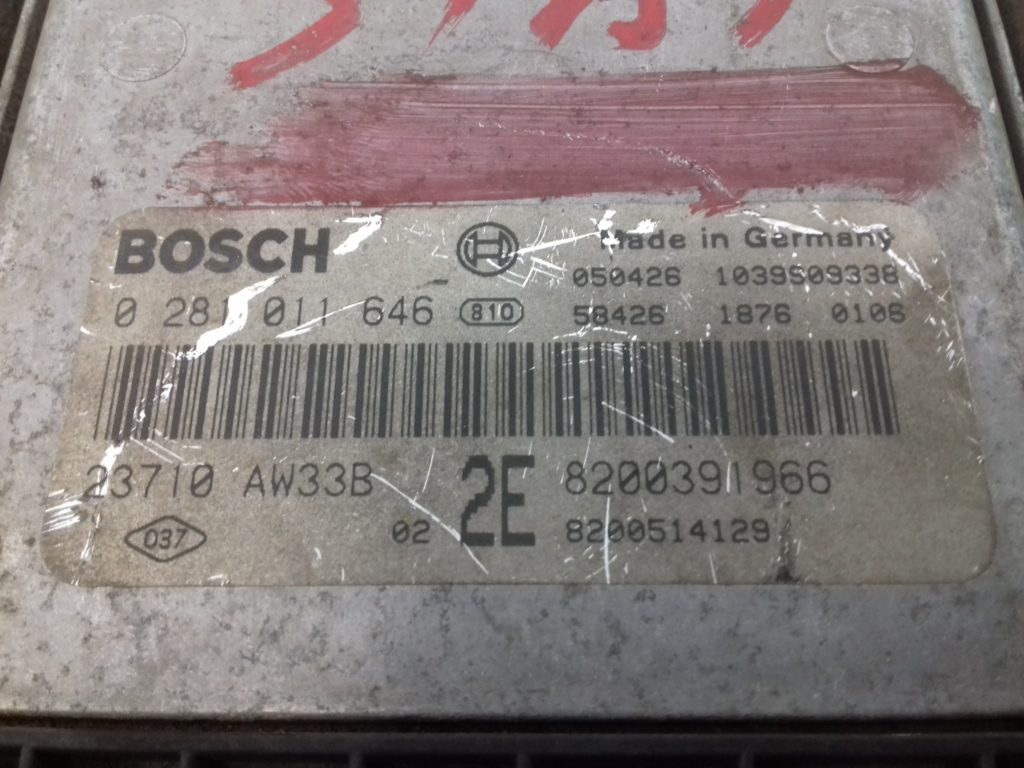 BOSCH
Made in Germany
050426 1039S09338
0 281 011 646 810
58426 1876 0106
23710 AW33B 2E 8200391966
037 02 8200514129